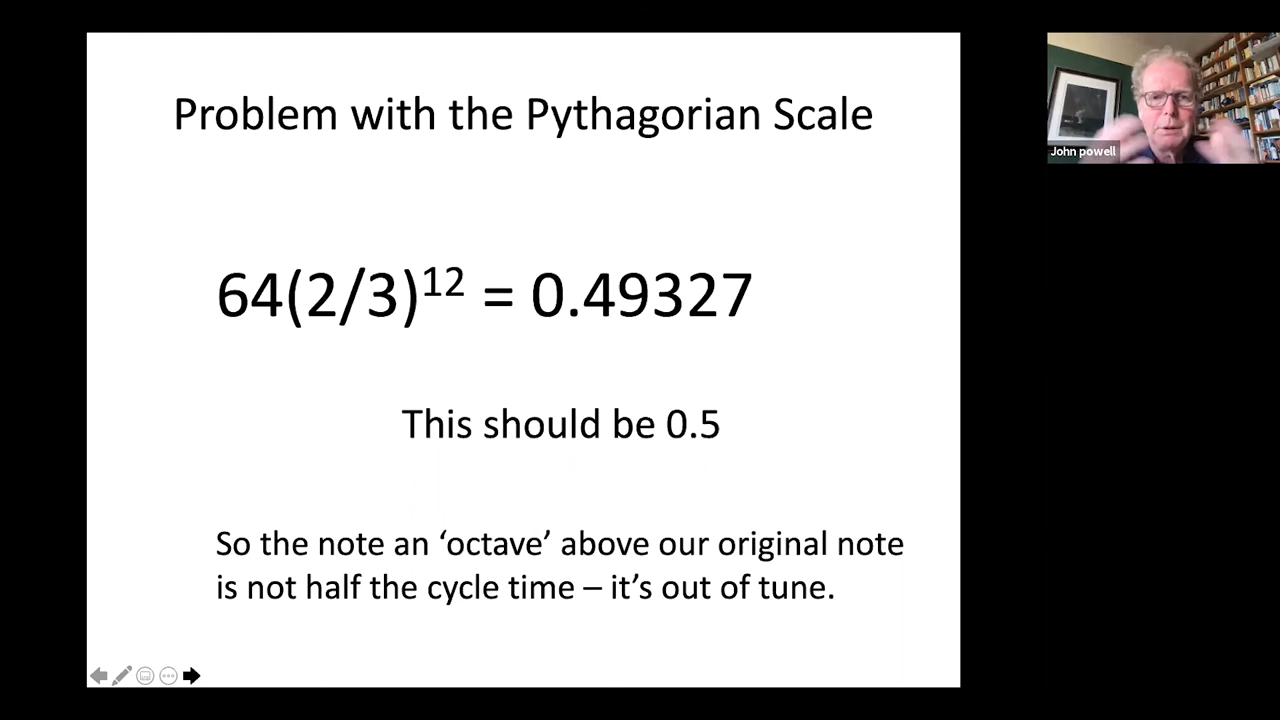 Problem with the Pythagorian Scale
64(2/3)¹² = 0.49327
This should be 0.5
So the note an ‘octave’ above our original note
is not half the cycle time – it’s out of tune.
John powell